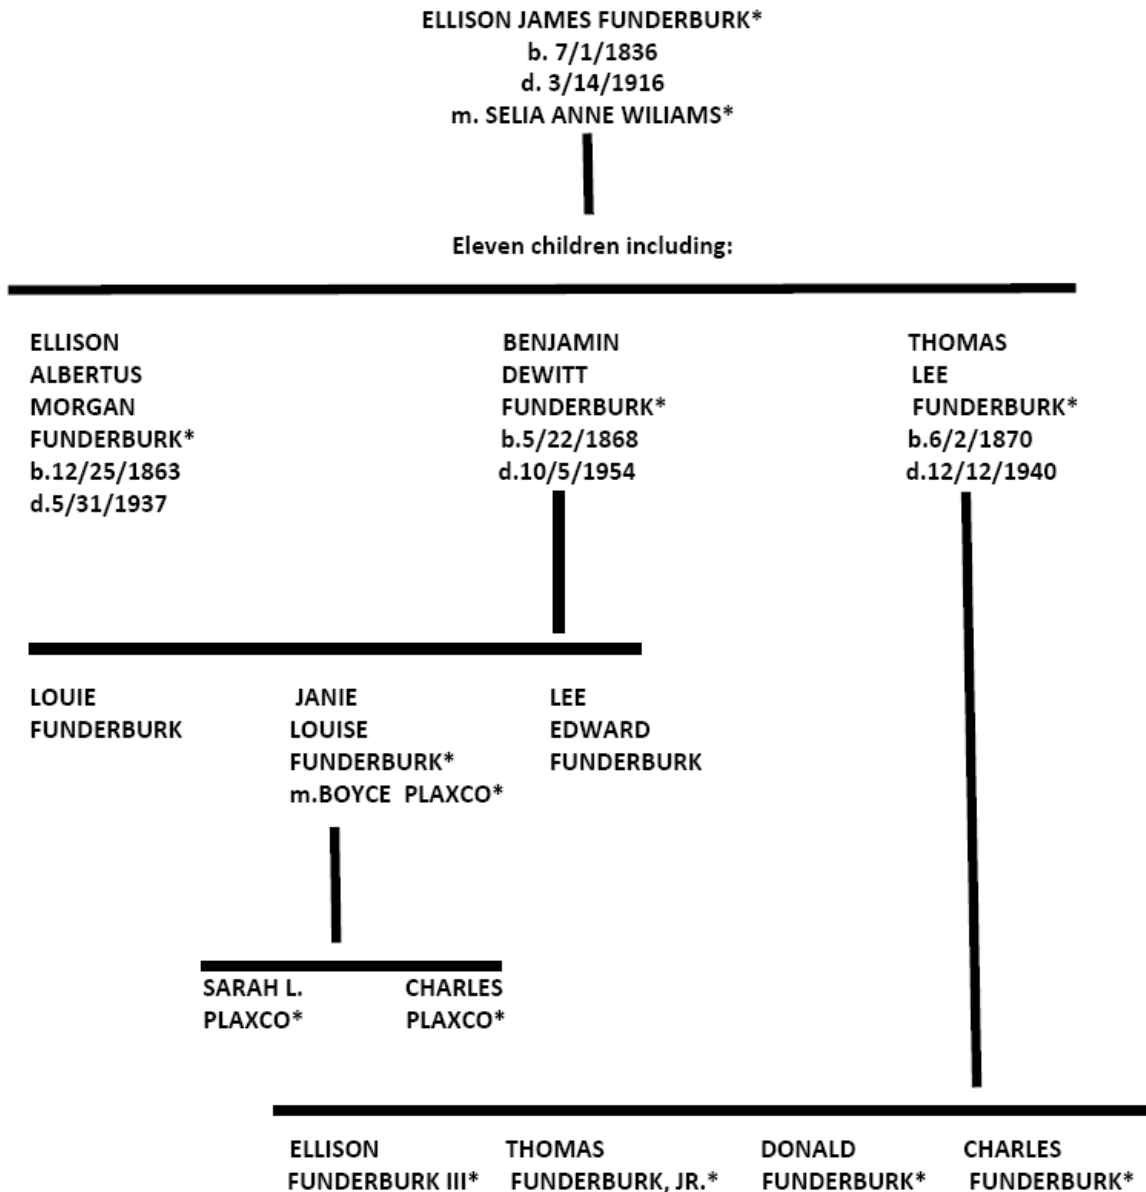 ELLISON JAMES FUNDERBURK*
b. 7/1/1836
d. 3/14/1916
m. SELIA ANNE WILIAMS*
Eleven children including:
ELLISON
ALBERTUS
MORGAN
FUNDERBURK*
b.12/25/1863
d.5/31/1937
BENJAMIN
DEWITT
FUNDERBURK*
b.5/22/1868
d.10/5/1954
THOMAS
LEE
FUNDERBURK*
b.6/2/1870
d.12/12/1940
LOUIE
FUNDERBURK
JANIE
LOUISE
FUNDERBURK*
m.BOYCE PLAXCO*
LEE
EDWARD
FUNDERBURK
SARAH L.
PLAXCO*
CHARLES
PLAXCO*
ELLISON
FUNDERBURK III*
THOMAS
FUNDERBURK, JR.*
DONALD
FUNDERBURK*
CHARLES
FUNDERBURK*